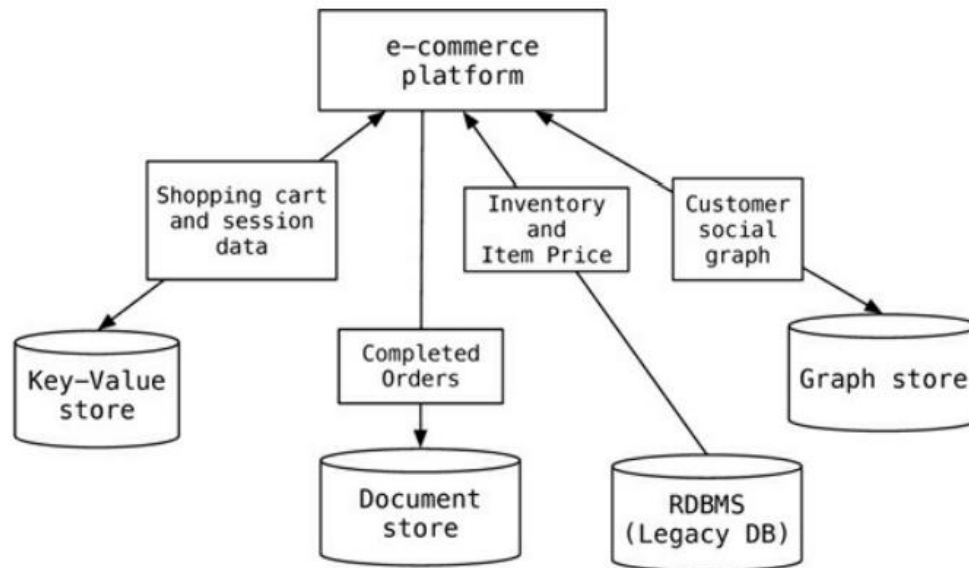 e-commerce
platform
Shopping cart
and session
data
Inventory
and
Item Price
Customer
social
graph
Key-Value
store
Completed
Orders
Graph store
Document
store
RDBMS
(Legacy DB)